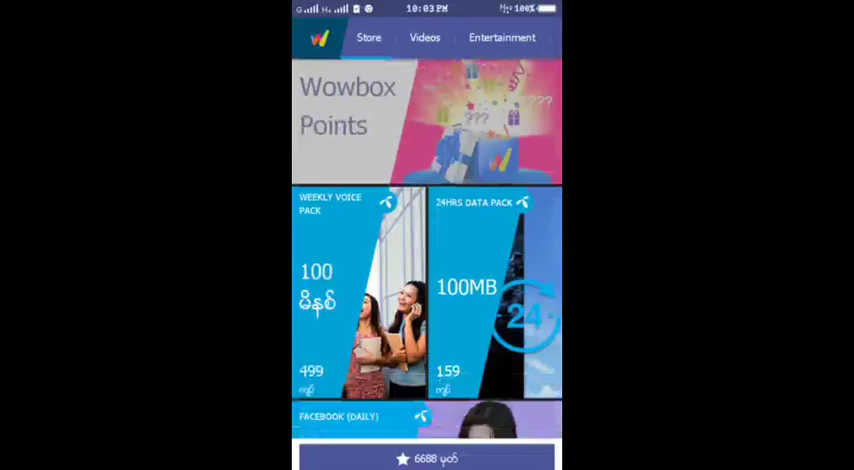 10:03 PM
100%
Store
Videos
Entertainment
Wowbox
Points
????
???
WEEKLY VOICE
PACK
100
မိနစ်
499
ကျပ်
24HRS DATA PACK
100MB
24
159
ကျပ်
FACEBOOK (DAILY)
6688 မှတ်